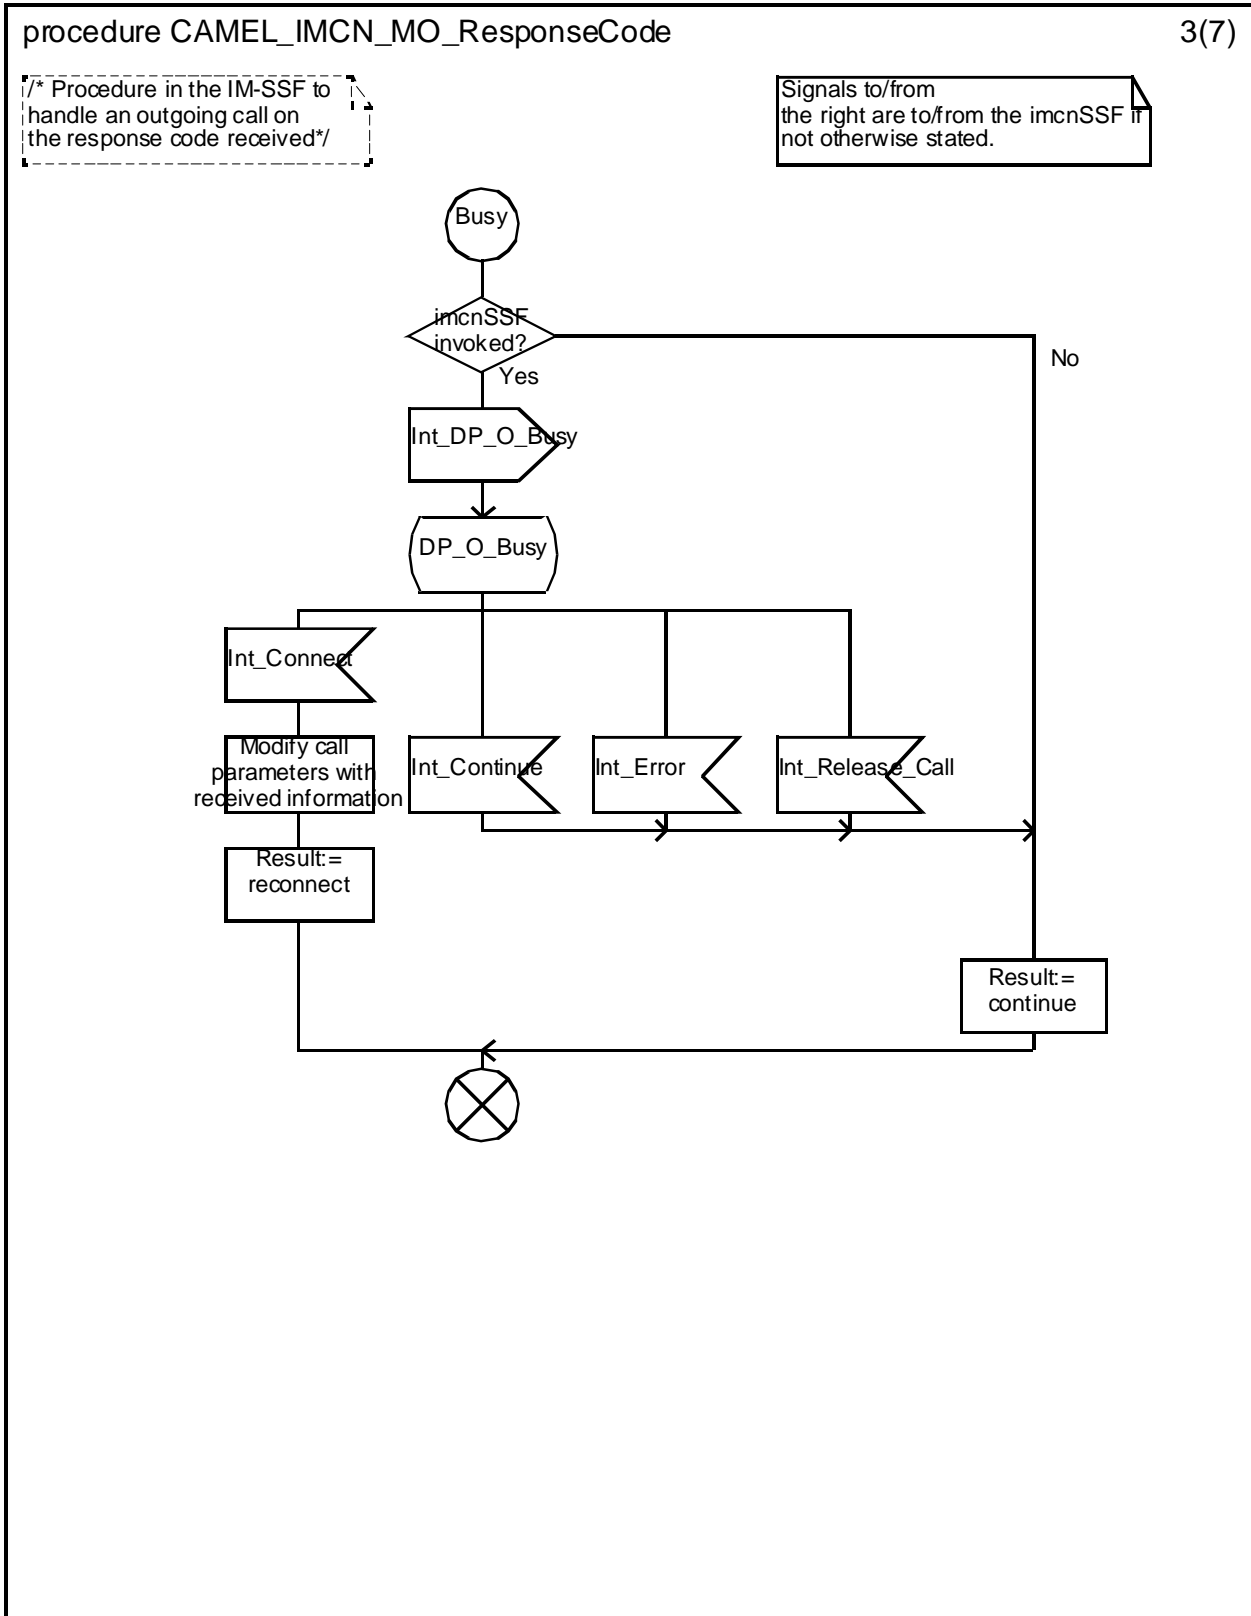 procedure CAMEL_IMCN_MO_ResponseCode
3(7)
/* Procedure in the IM-SSF to
handle an outgoing call on
the response code received*/
Signals to/from
the right are to/from the imcnSSF if
not otherwise stated.
Busy
imcnSSF
invoked?
No
Yes
Int_DP_O_Busy
DP_O_Busy
Int_Connect
Modify call
parameters with
received information
Int_Continue
Int_Error
Int_Release_Call
Result:=
reconnect
Result:=
continue